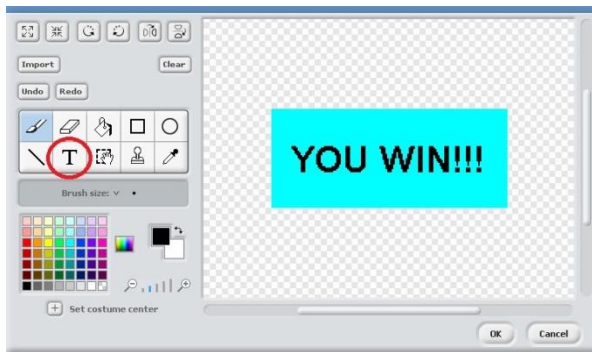 Import
Clear
Undo
Redo
T
YOU WIN!!!
Brush size:
Set costume center
OK
Cancel